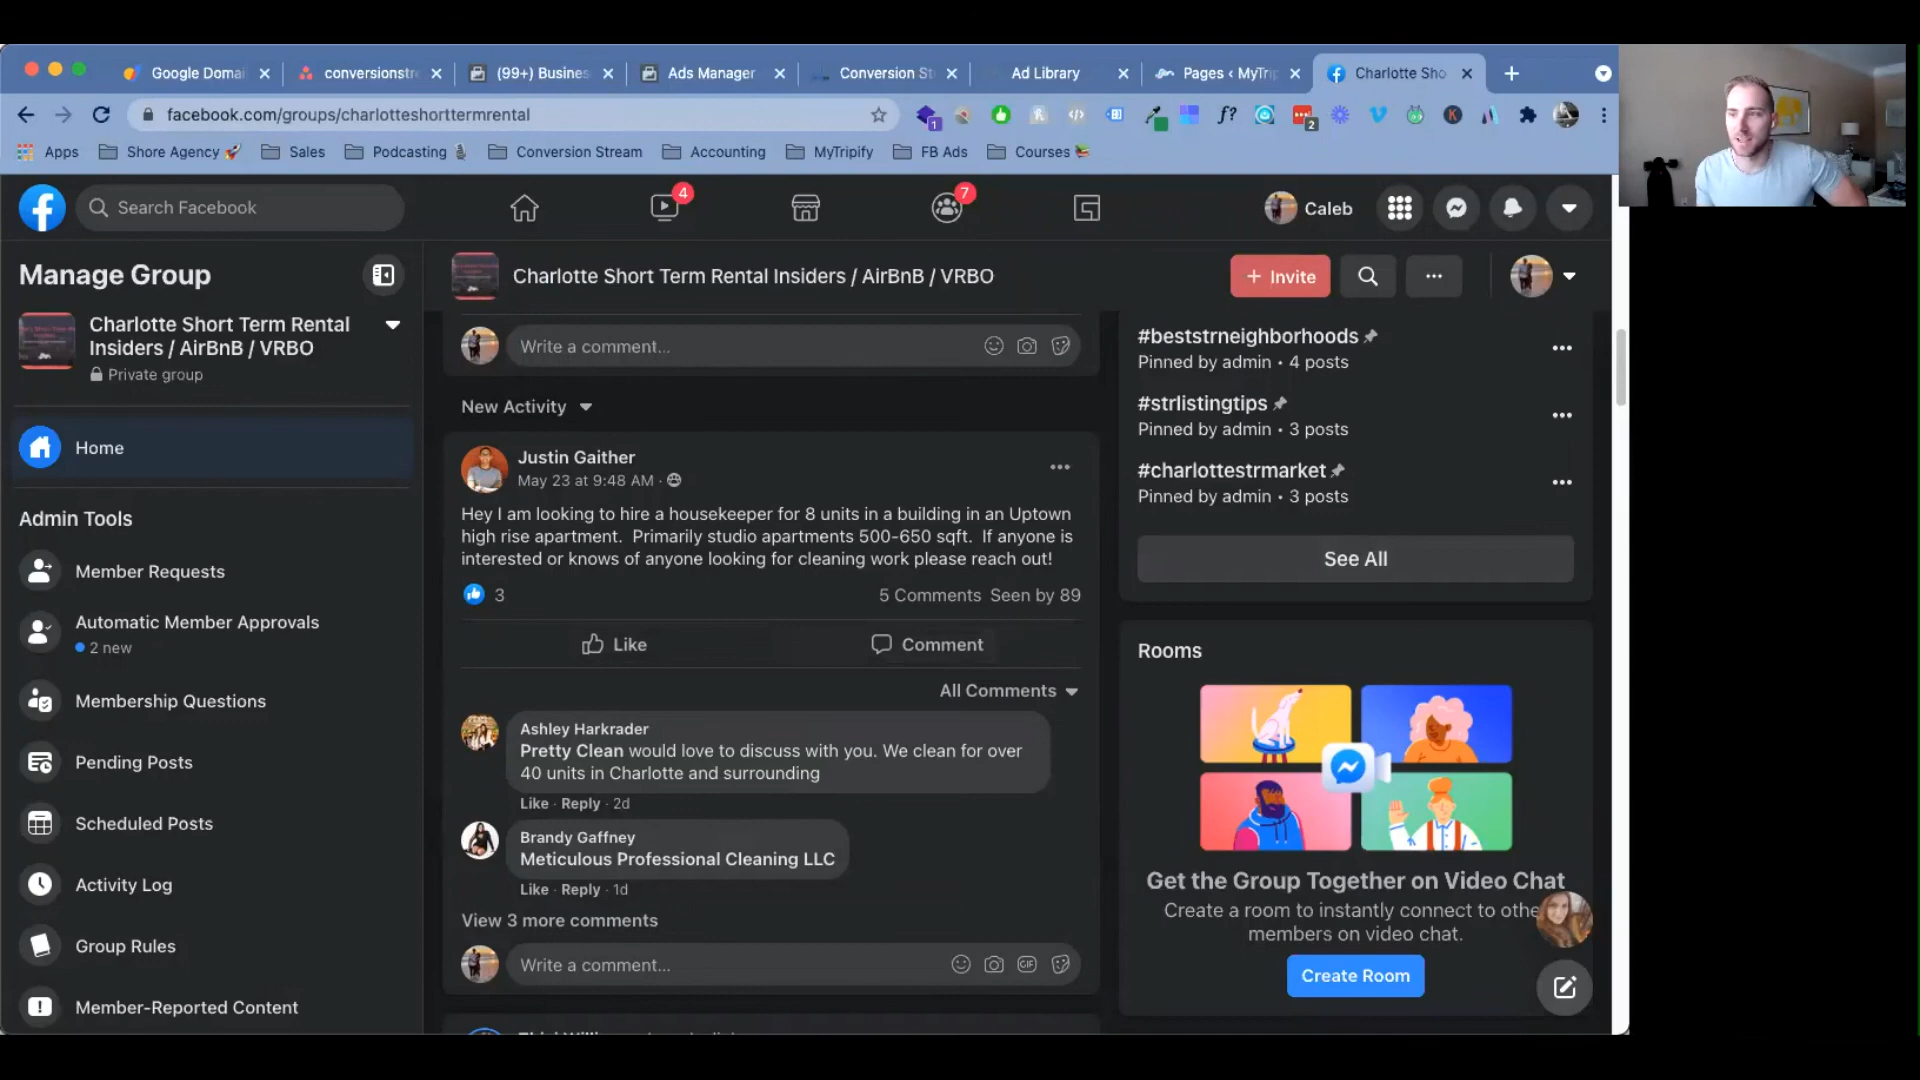 Google Domai
conversionstr
(99+) Busines
Ads Manager
Conversion St
Ad Library
Pages ‹ MyTrip
Charlotte Sho
facebook.com/groups/charlotteshorttermrental
1
f?
2
K
Apps
Shore Agency
Sales
Podcasting
Conversion Stream
Accounting
MyTripify
FB Ads
Courses
Search Facebook
4
7
Caleb
Manage Group
Charlotte Short Term Rental
Insiders / AirBnB / VRBO
Private group
Home
Admin Tools
Member Requests
Automatic Member Approvals
2 new
Membership Questions
Pending Posts
Scheduled Posts
Activity Log
Group Rules
Member-Reported Content
Charlotte Short Term Rental Insiders / AirBnB / VRBO
+ Invite
Write a comment...
New Activity
Justin Gaither
May 23 at 9:48 AM ·
Hey I am looking to hire a housekeeper for 8 units in a building in an Uptown
high rise apartment. Primarily studio apartments 500-650 sqft. If anyone is
interested or knows of anyone looking for cleaning work please reach out!
3
5 Comments Seen by 89
Like
Comment
All Comments
Ashley Harkrader
Pretty Clean would love to discuss with you. We clean for over
40 units in Charlotte and surrounding
Like · Reply · 2d
Brandy Gaffney
Meticulous Professional Cleaning LLC
Like · Reply · 1d
View 3 more comments
Write a comment...
GIF
#beststrneighborhoods
Pinned by admin • 4 posts
#strlistingtips
Pinned by admin • 3 posts
#charlottestrmarket
Pinned by admin • 3 posts
See All
Rooms
Get the Group Together on Video Chat
Create a room to instantly connect to othe
members on video chat.
Create Room